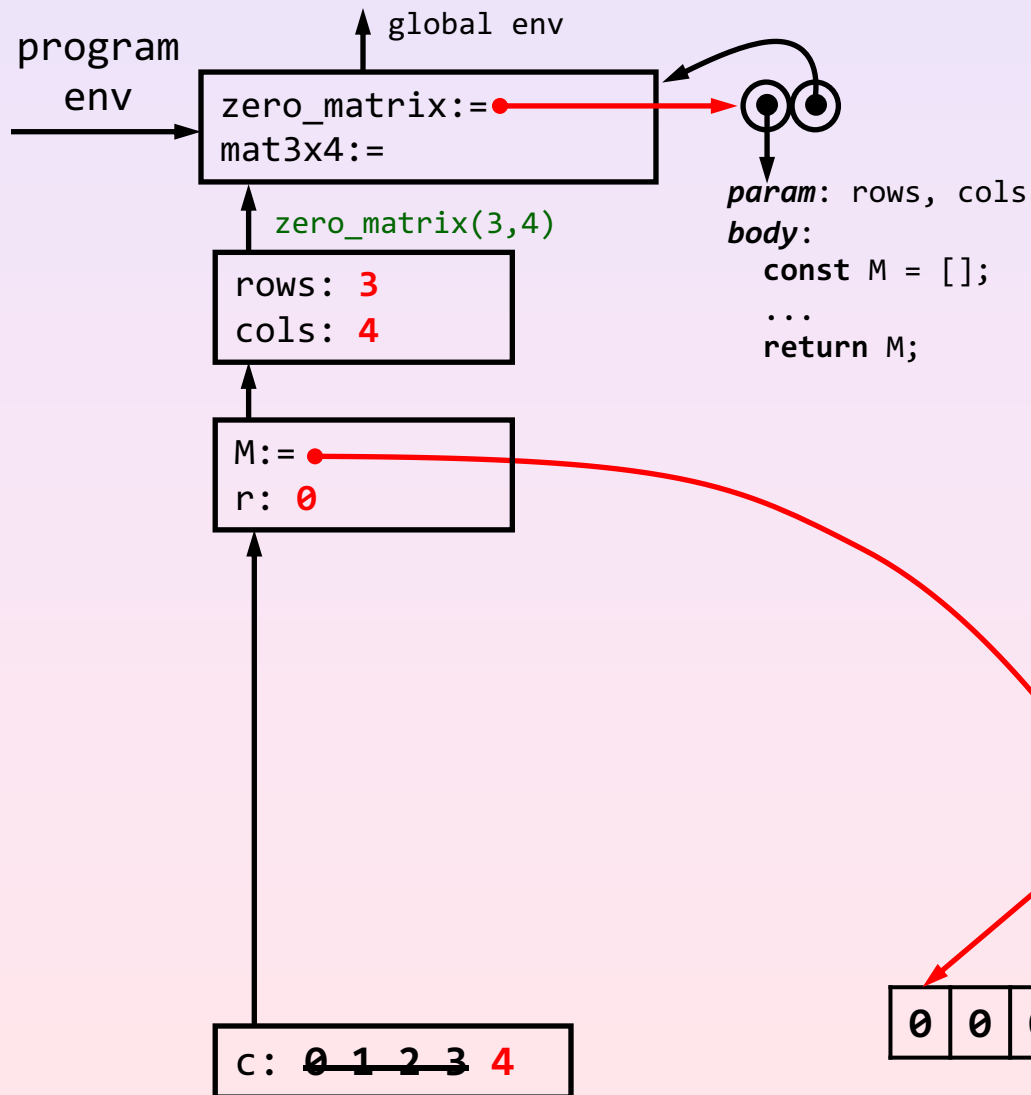 global env
program
env
zero_matrix:=
mat3x4:=
param: rows, cols
body:
const M = [];
...
return M;
zero_matrix(3,4)
rows: 3
cols: 4
M:=
r: 0
0 0
c: 0 1 2 3 4